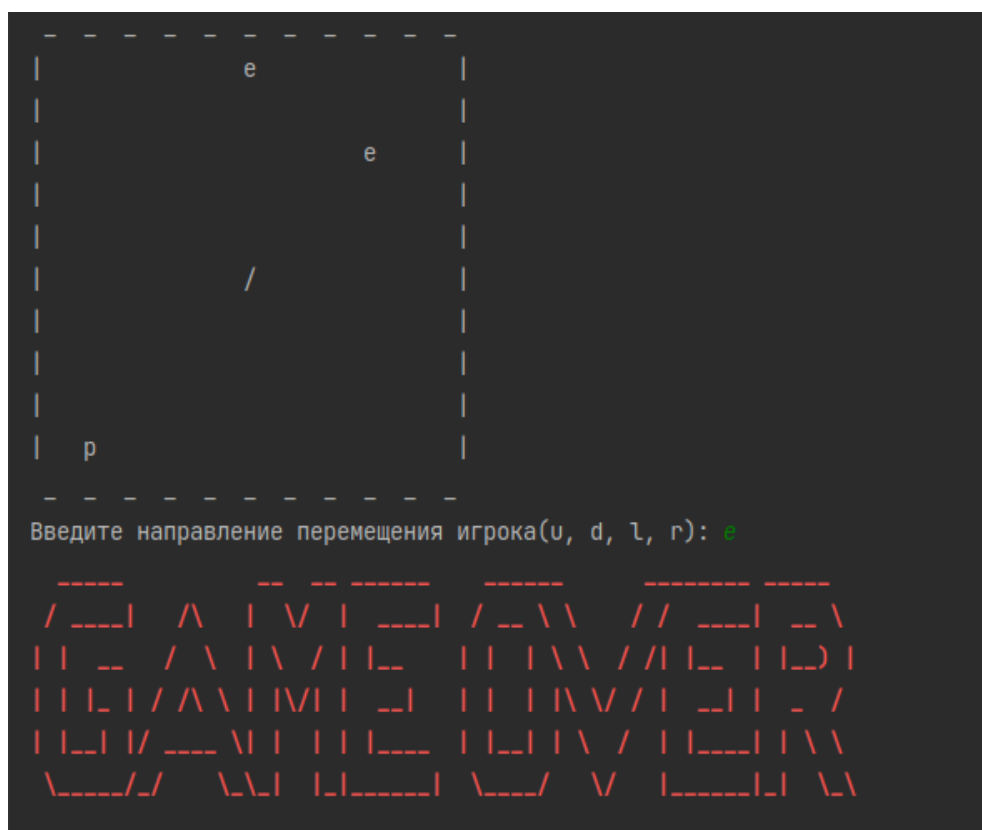 _ _ _ _ _ _ _ _ _ _ _
|               e               |
|                               |
|                        e      |
|                               |
|                               |
|               /               |
|                               |
|                               |
|                               |
|   p                           |
_ _ _ _ _ _ _ _ _ _ _
Введите направление перемещения игрока(u, d, l, r): e
GAME OVER